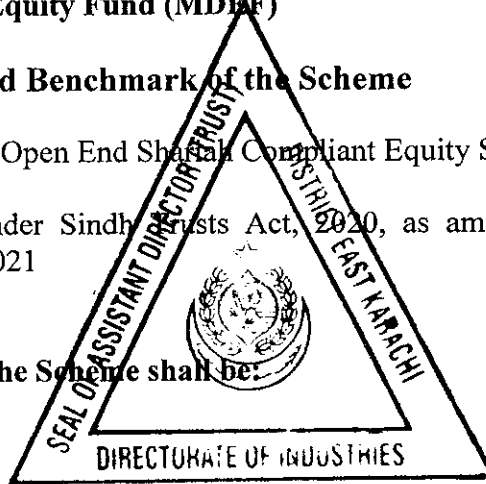 Equity Fund (MDEF)
d Benchmark of the Scheme
Open End Shariah Compliant Equity S
nder Sindh Trusts Act, 2020, as am
021
he Scheme shall be:
SEAL OF ASSISTANT DIRECTOR TRUST
DISTRICT EAST KARACHI
DIRECTORATE OF INDUSTRIES